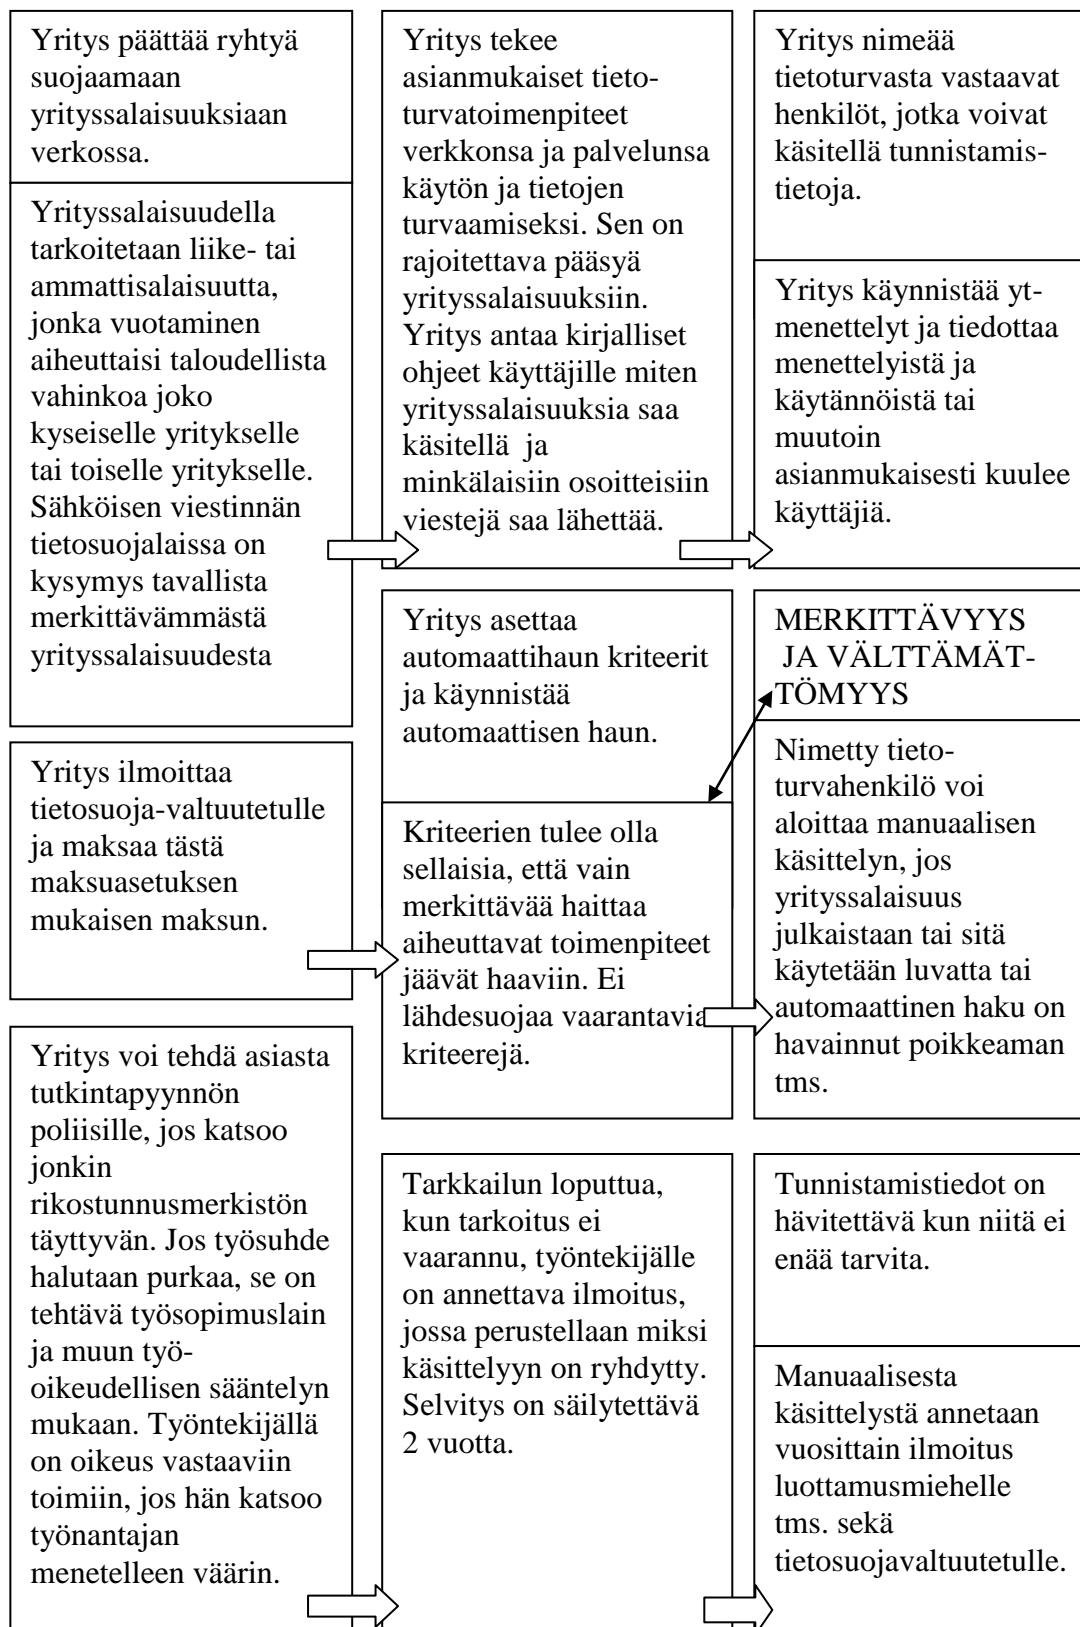 Yritys päättää ryhtyä
suojaamaan
yrityssalaisuuksiaan
verkossa.
Yrityssalaisuudella
tarkoitetaan liike- tai
ammattisalaisuutta,
jonka vuotaminen
aiheuttaisi taloudellista
vahinkoa joko
kyseiselle yritykselle
tai toiselle yritykselle.
Sähköisen viestinnän
tietosuojalaissa on
kysymys tavallista
merkittävämmästä
yrityssalaisuudesta
Yritys tekee
asianmukaiset tieto-
turvatoimenpiteet
verkkonsa ja palvelunsa
käytön ja tietojen
turvaamiseksi. Sen on
rajoitettava pääsyä
yrityssalaisuuksiin.
Yritys antaa kirjalliset
ohjeet käyttäjille miten
yrityssalaisuuksia saa
käsitellä ja
minkälaisiin osoitteisiin
viestejä saa lähettää.
Yritys nimeää
tietoturvasta vastaavat
henkilöt, jotka voivat
käsitellä tunnistamis-
tietoja.
Yritys käynnistää yt-
menettelyt ja tiedottaa
menettelyistä ja
käytännöistä tai
muutoin
asianmukaisesti kuulee
käyttäjiä.
Yritys ilmoittaa
tietosuoja-valtuutetulle
ja maksaa tästä
maksuasetuksen
mukaisen maksun.
Yritys asettaa
automaattihaun kriteerit
ja käynnistää
automaattisen haun.
Kriteerien tulee olla
sellaisia, että vain
merkittävää haittaa
aiheuttavat toimenpiteet
jäävät haaviin. Ei
lähdesuojaa vaarantavia
kriteerejä.
MERKITTÄVYYS
JA VÄLTTÄMÄT-
TÖMYYS
Nimetty tieto-
turvahenkilö voi
aloittaa manuaalisen
käsittelyn, jos
yrityssalaisuus
julkaistaan tai sitä
käytetään luvatta tai
automaattinen haku on
havainnut poikkeaman
tms.
Yritys voi tehdä asiasta
tutkintapyynnön
poliisille, jos katsoo
jonkin
rikostunnusmerkistön
täyttyvän. Jos työsuhde
halutaan purkaa, se on
tehtävä työsopimuslain
ja muun työ-
oikeudellisen sääntelyn
mukaan. Työntekijällä
on oikeus vastaaviin
toimiin, jos hän katsoo
työnantajan
menetelleen väärin.
Tarkkailun loputtua,
kun tarkoitus ei
vaarannu, työntekijälle
on annettava ilmoitus,
jossa perustellaan miksi
käsittelyyn on ryhdytty.
Selvitys on säilytettävä
2 vuotta.
Tunnistamistiedot on
hävitettävä kun niitä ei
enää tarvita.
Manuaalisesta
käsittelystä annetaan
vuosittain ilmoitus
luottamusmiehelle
tms. sekä
tietosuojavaltuutetulle.